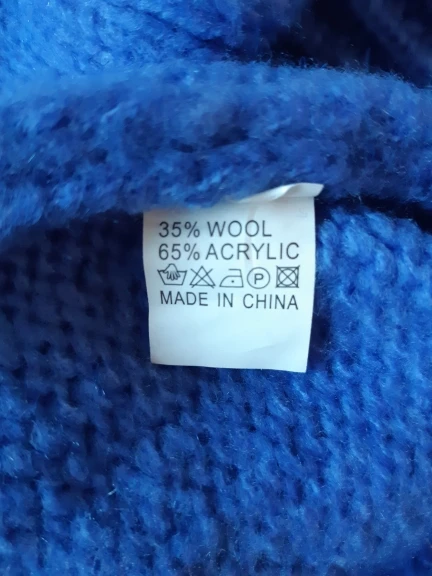 35% WOOL
65% ACRYLIC
P
MADE IN CHINA